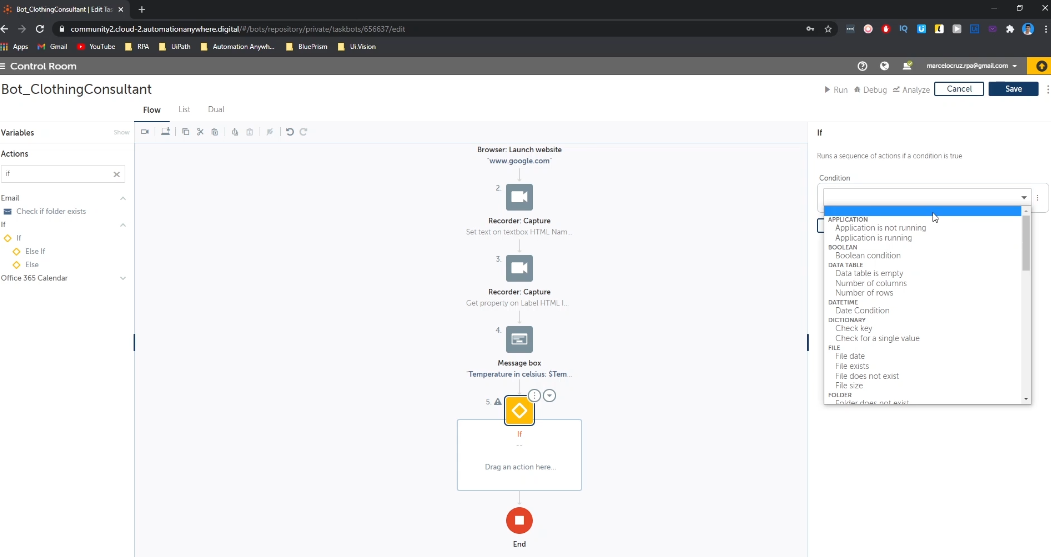 Bot_ClothingConsultant | Edit Tas
community2.cloud-2.automationanywhere.digital/#/bots/repository/private/taskbots/656637/edit
Apps Gmail YouTube RPA UiPath Automation Anywh... BluePrism Ui.Vision
Control Room
marcelocruz.rpa@gmail.com
Bot_ClothingConsultant
Run Debug Analyze Cancel Save
Flow List Dual
Variables Show
Actions
if
Email
Check if folder exists
If
If
Else If
Else
Office 365 Calendar
Browser: Launch website
"www.google.com"
2.
Recorder: Capture
Set text on textbox HTML Nam...
3.
Recorder: Capture
Get property on Label HTML I...
4.
Message box
"Temperature in celsius: $Tem...
5
If
--
Drag an action here...
End
If
Runs a sequence of actions if a condition is true
Condition
APPLICATION
Application is not running
Application is running
BOOLEAN
Boolean condition
DATA TABLE
Data table is empty
Number of columns
Number of rows
DATETIME
Date Condition
DICTIONARY
Check key
Check for a single value
FILE
File date
File exists
File does not exist
File size
FOLDER
Folder does not exist